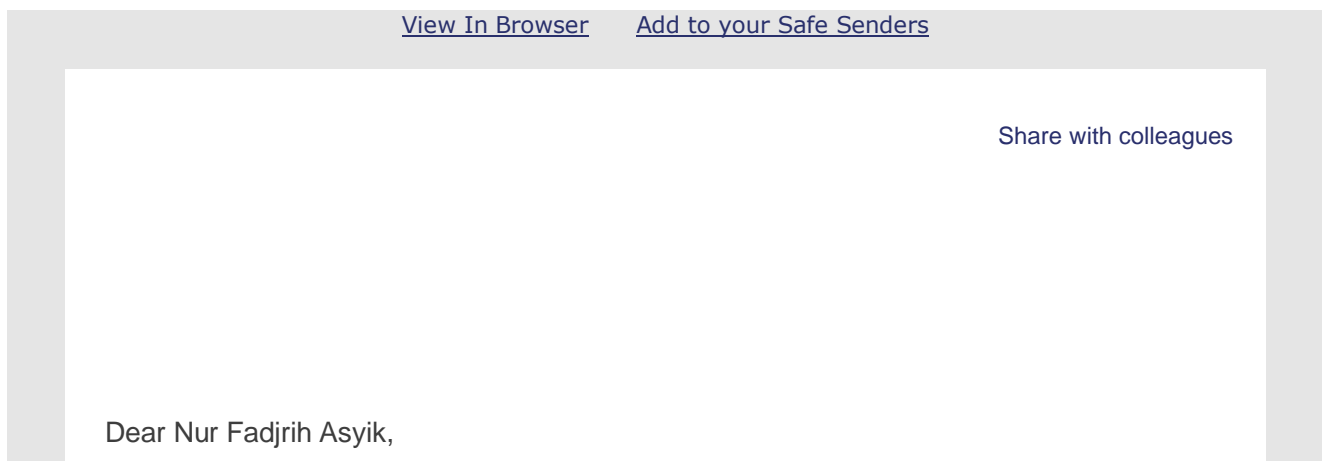 View In Browser Add to your Safe Senders
Share with colleagues
Dear Nur Fadjrih Asyik,